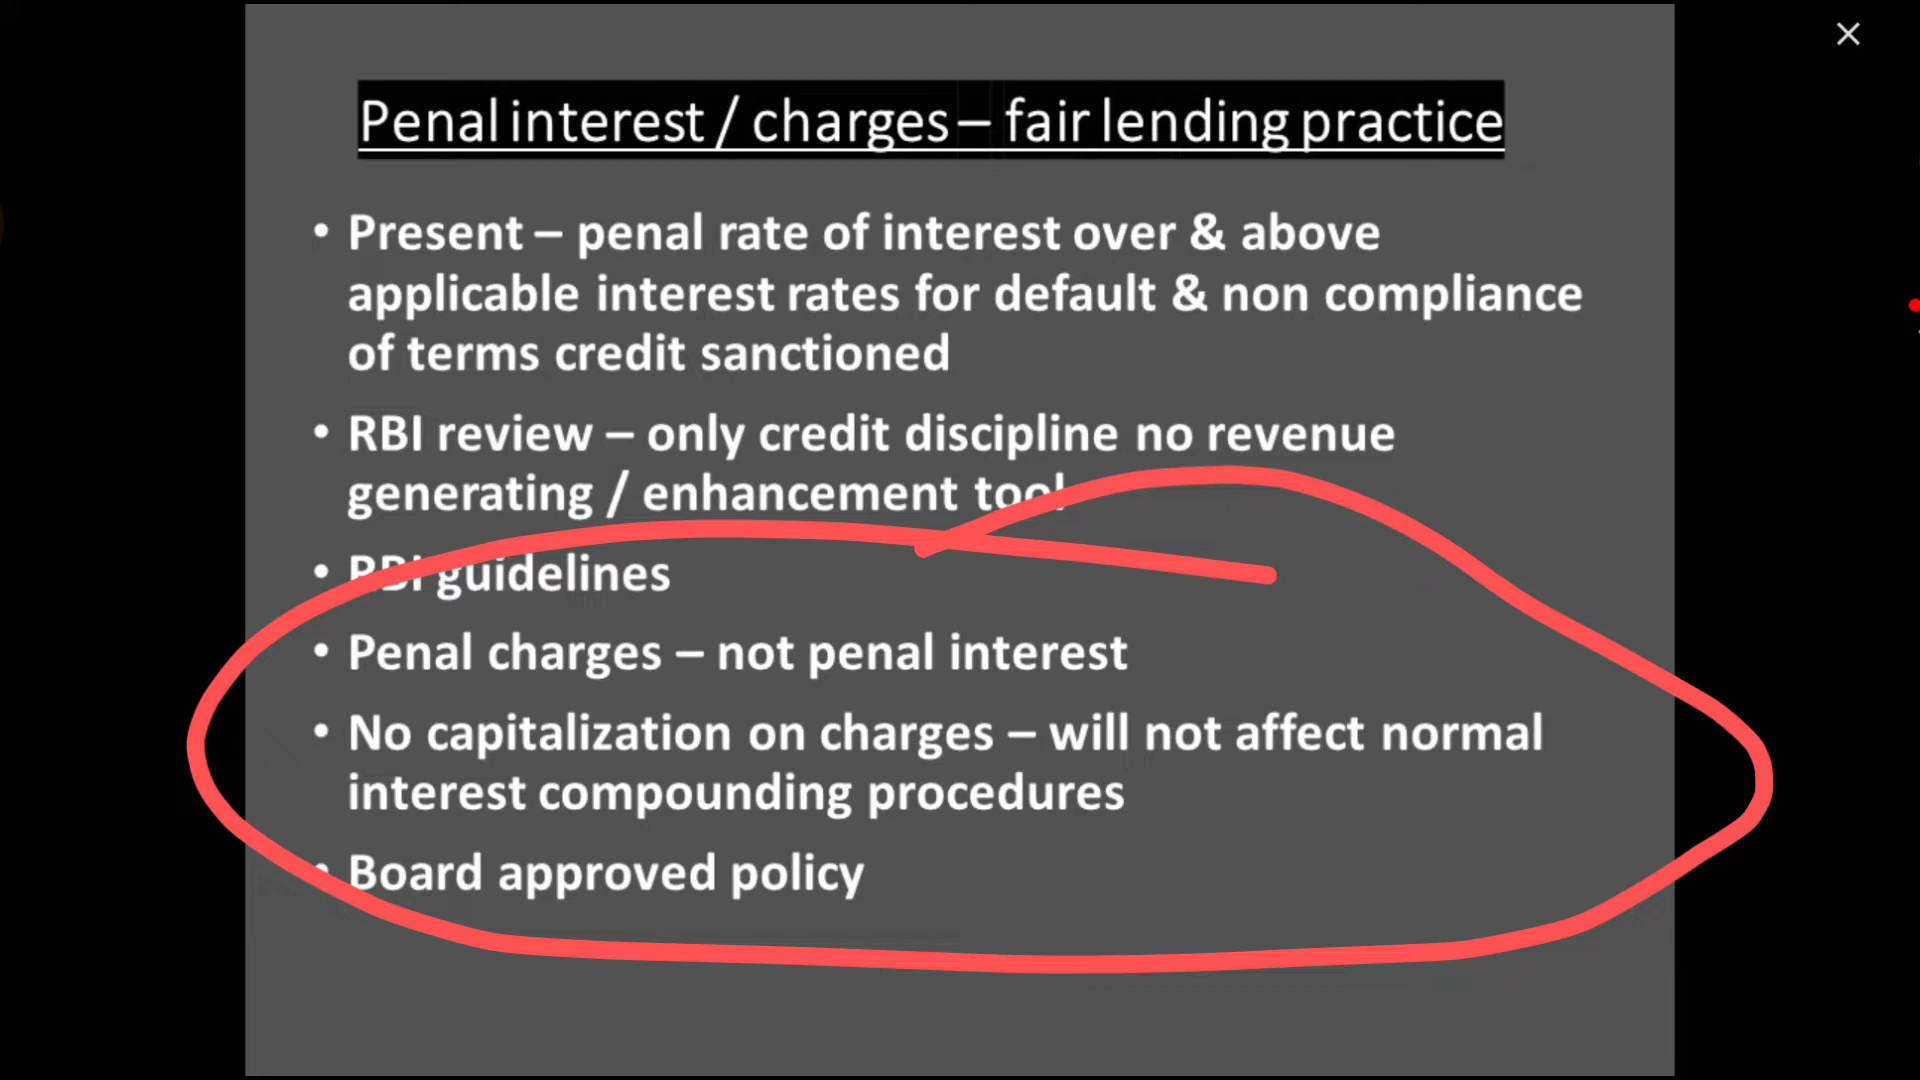 Penal interest / charges – fair lending practice
• Present – penal rate of interest over & above
applicable interest rates for default & non compliance
of terms credit sanctioned
• RBI review – only credit discipline no revenue
generating / enhancement tool
• RBI guidelines
• Penal charges – not penal interest
• No capitalization on charges – will not affect normal
interest compounding procedures
• Board approved policy